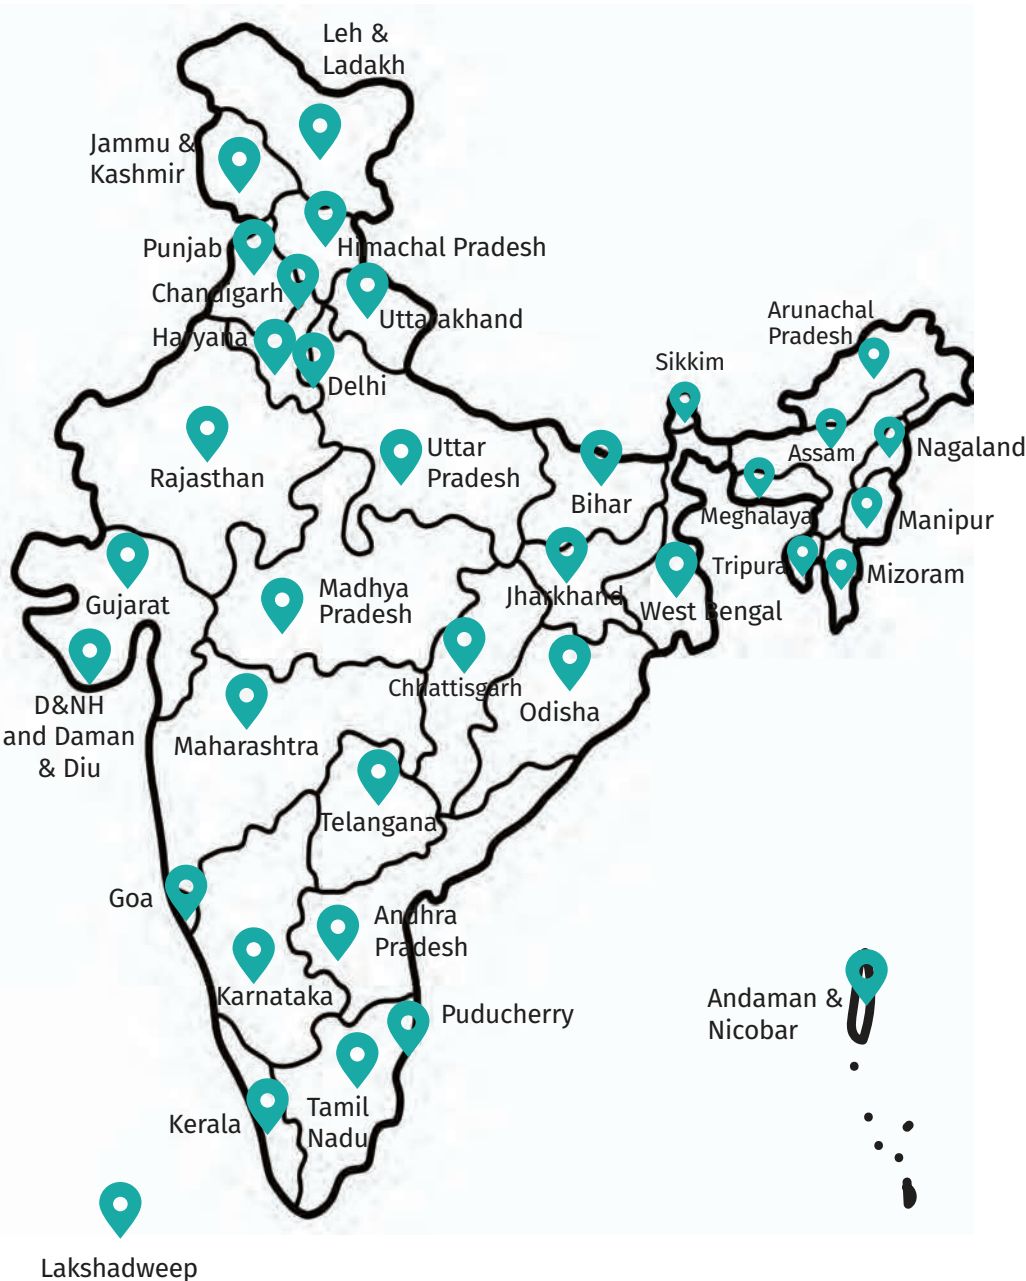 Leh &
Ladakh
Jammu &
Kashmir
Punjab
Himachal Pradesh
Chandigarh
Uttarakhand
Haryana
Delhi
Arunachal
Pradesh
Sikkim
Rajasthan
Uttar
Pradesh
Assam
Nagaland
Bihar
Meghalaya
Manipur
Gujarat
Madhya
Pradesh
Jharkhand
West Bengal
Tripura
Mizoram
D&NH
and Daman
& Diu
Chhattisgarh
Odisha
Maharashtra
Telangana
Goa
Andhra
Pradesh
Karnataka
Puducherry
Andaman &
Nicobar
Kerala
Tamil
Nadu
Lakshadweep